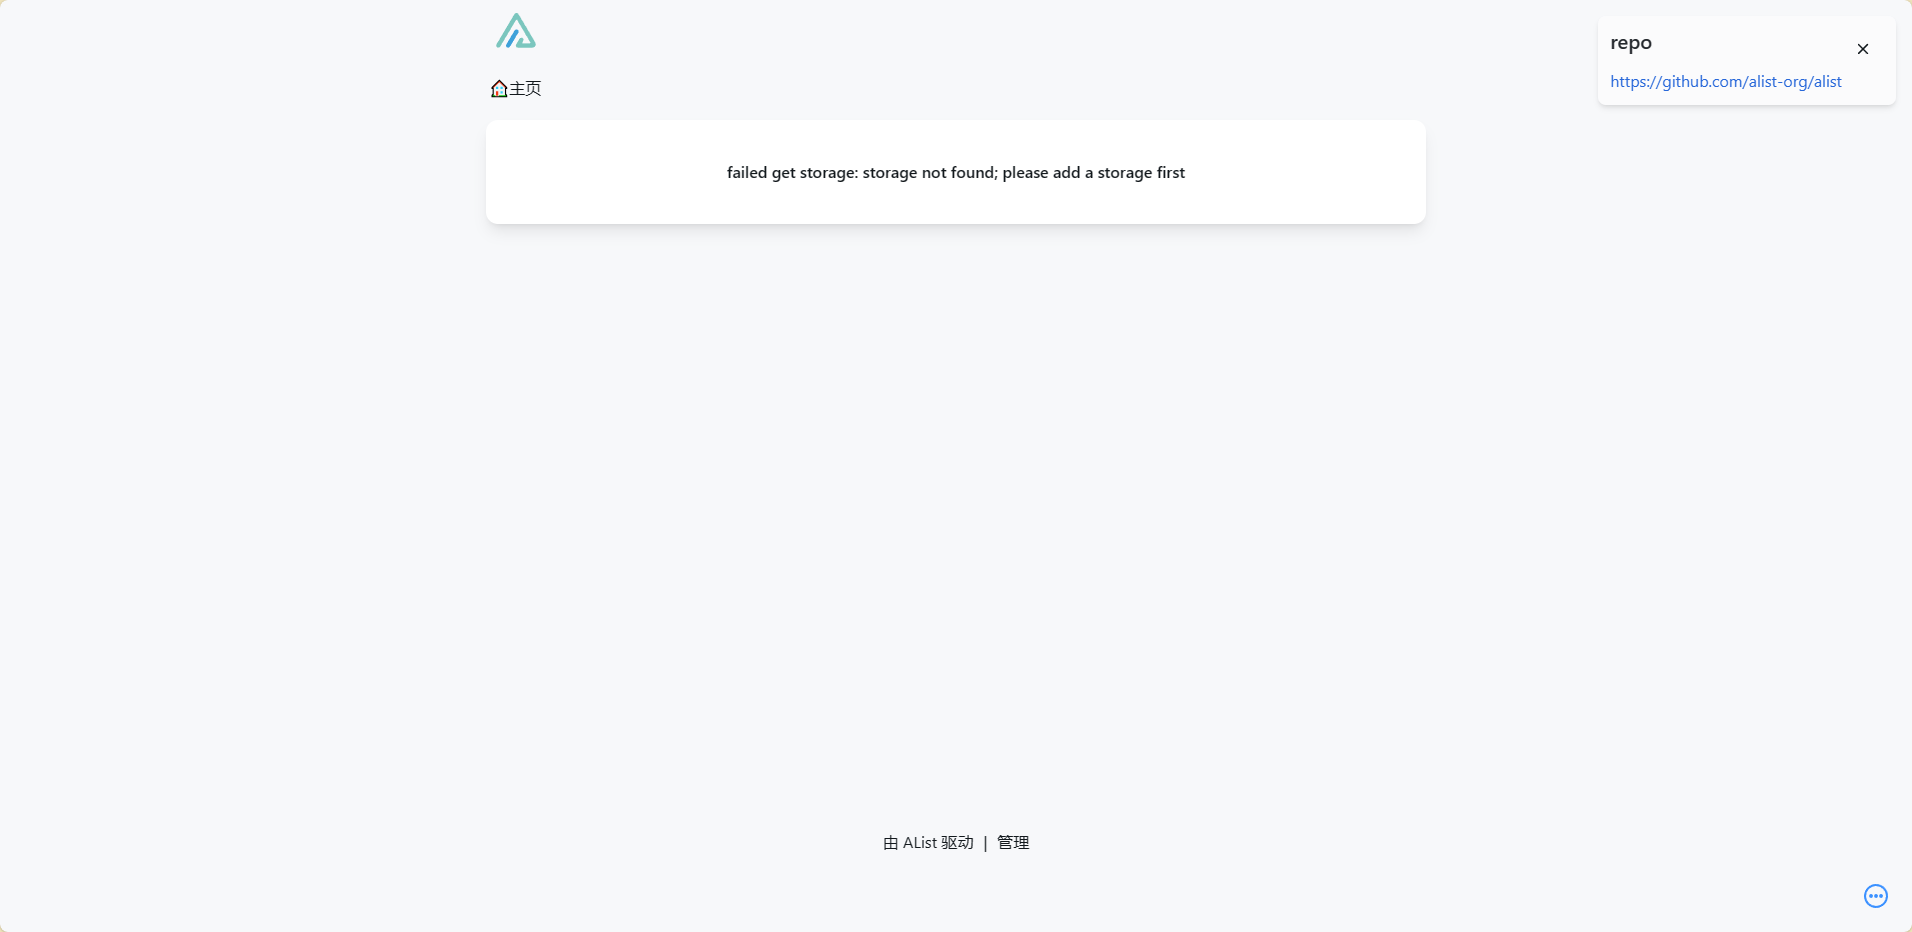 repo
https://github.com/alist-org/alist
主页
failed get storage: storage not found; please add a storage first
由 AList 驱动 | 管理